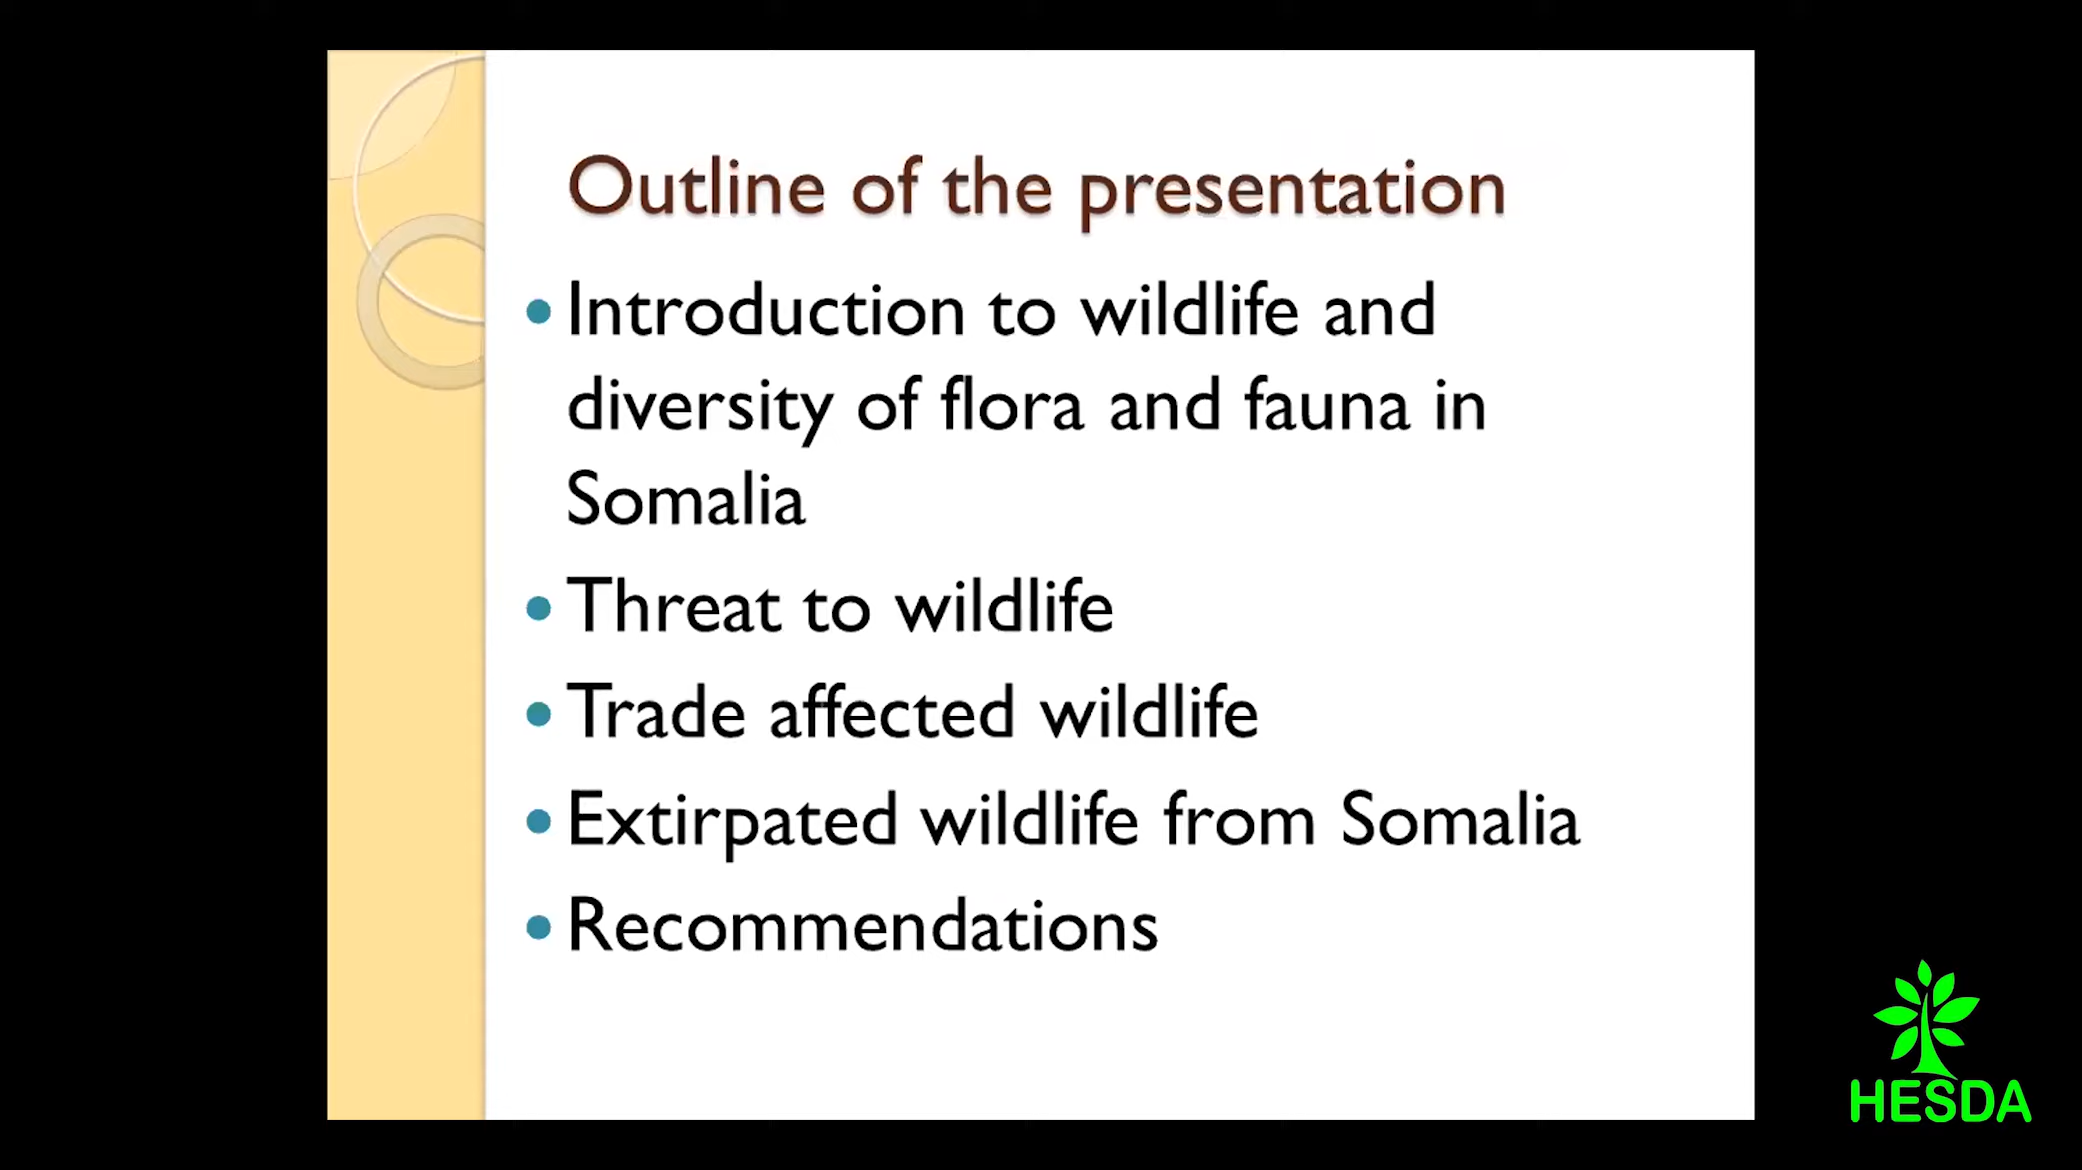 Outline of the presentation
• Introduction to wildlife and
diversity of flora and fauna in
Somalia
• Threat to wildlife
• Trade affected wildlife
• Extirpated wildlife from Somalia
• Recommendations
HESDA